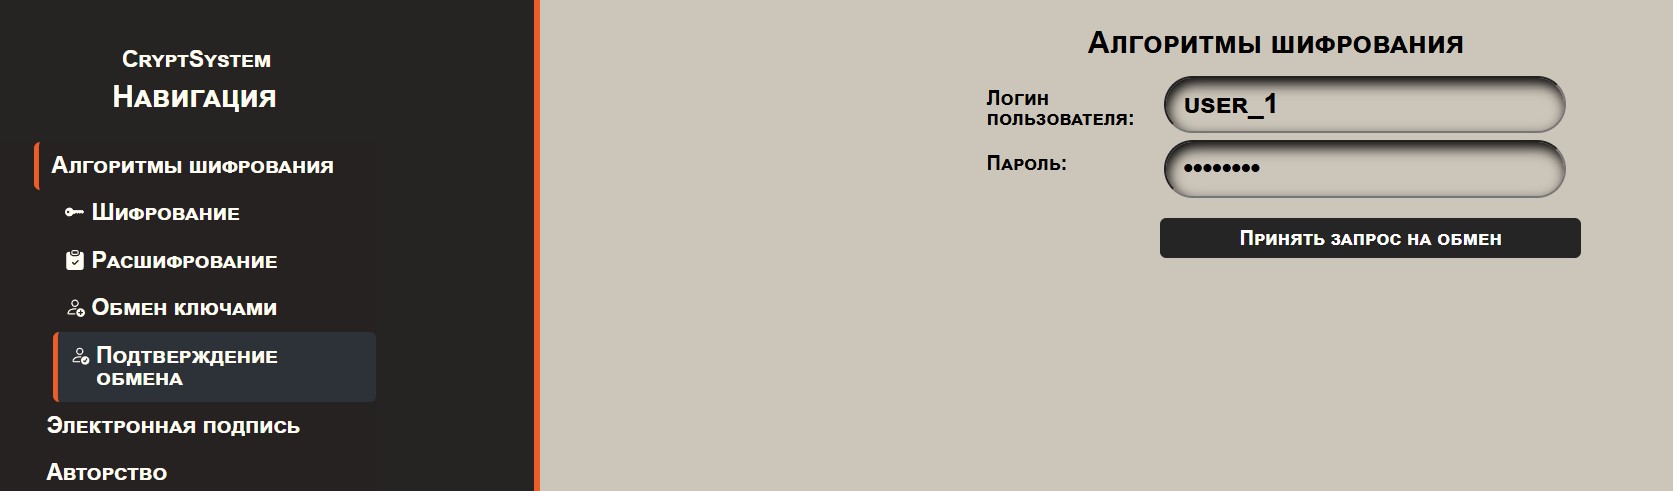 CryptSystem
Навигация
Алгоритмы шифрования
Шифрование
Расшифрование
Обмен ключами
Подтверждение
обмена
Электронная подпись
Авторство
Алгоритмы шифрования
Логин
пользователя:
user_1
Пароль:
••••••••
Принять запрос на обмен